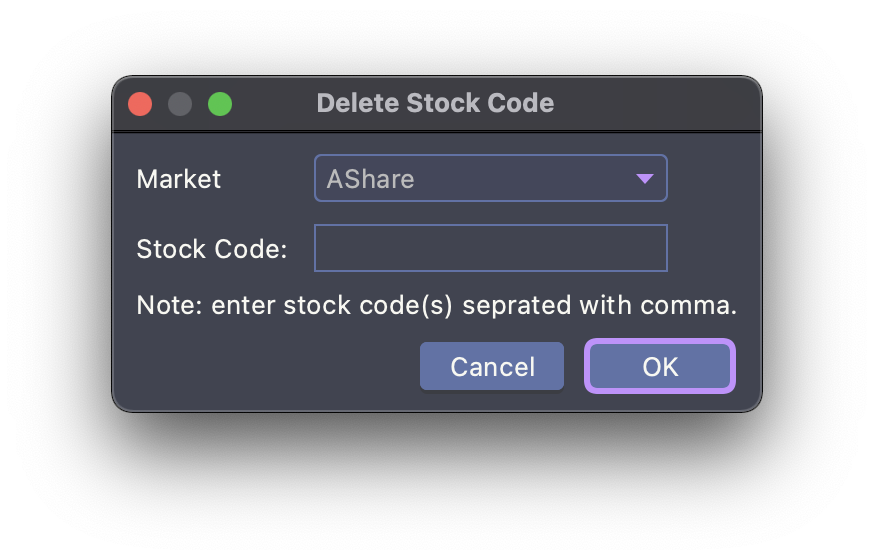 Delete Stock Code
Market AShare
Stock Code:
Note: enter stock code(s) seprated with comma.
Cancel OK